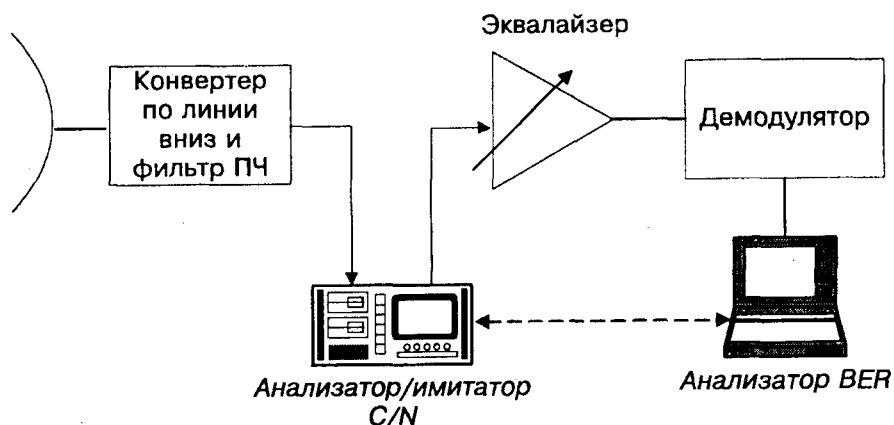 Эквалайзер
Конвертер
по линии
вниз и
фильтр ПЧ
Демодулятор
Анализатор/имитатор
C/N
Анализатор BER